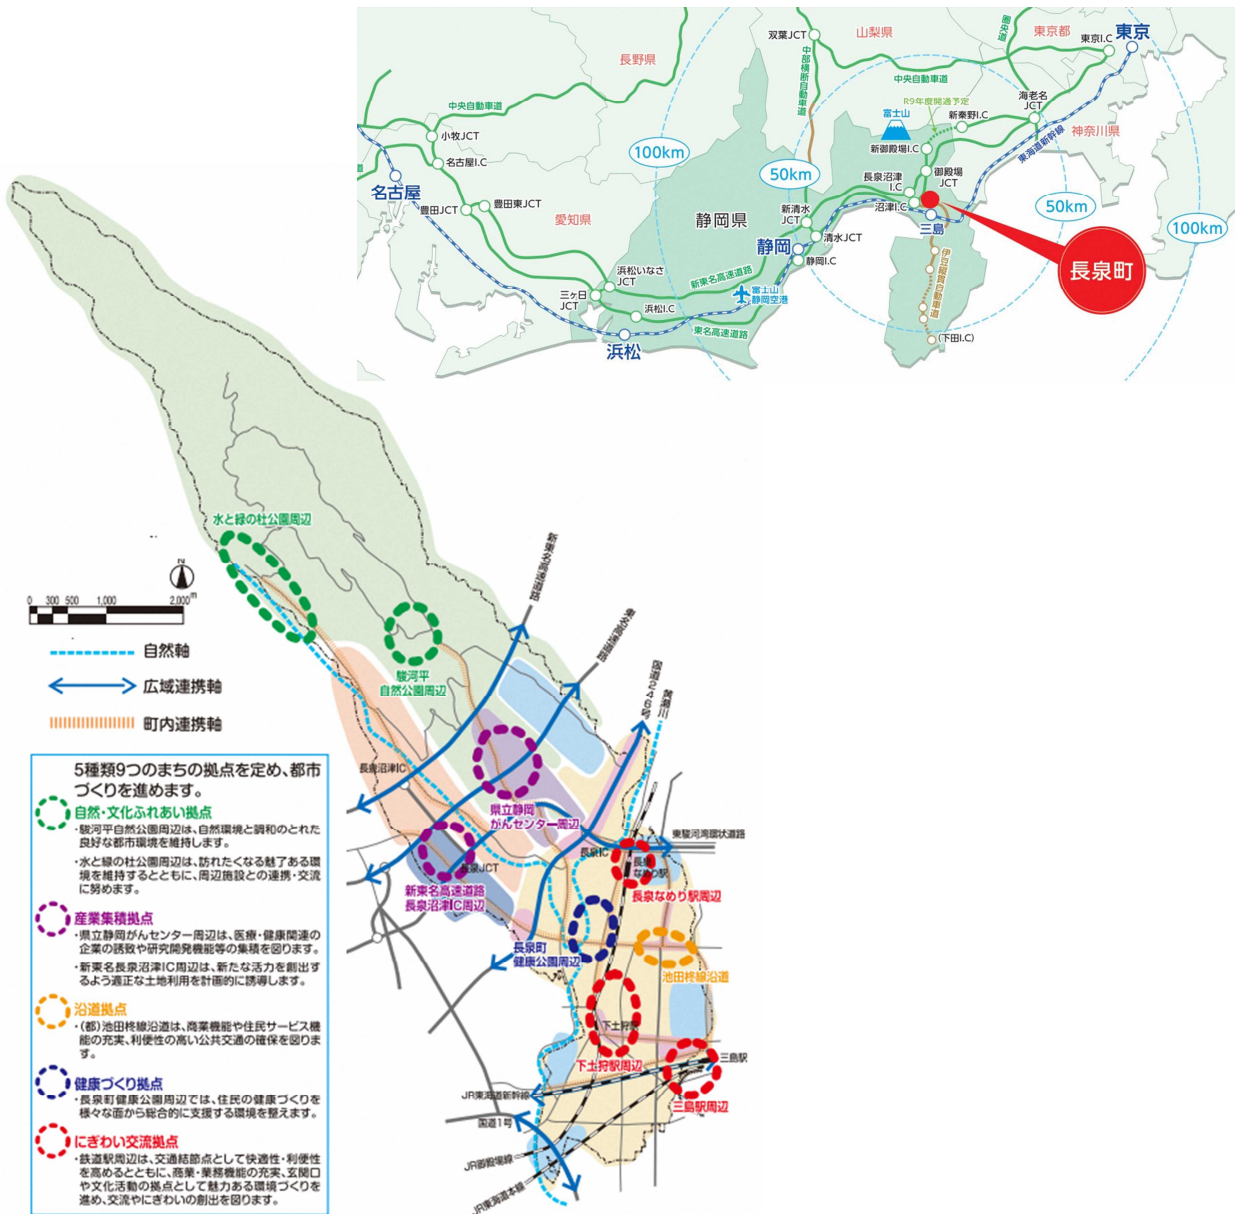 双葉JCT
山梨県
圏央道
東京都
東京I.C
東京
長野県
中部横断自動車道
中央自動車道
海老名
JCT
中央自動車道
R9年度開通予定
富士山
新秦野I.C
神奈川県
東海道新幹線
小牧JCT
名古屋I.C
100km
50km
新御殿場I.C
御殿場
JCT
長泉沼津
I.C
沼津I.C
50km
100km
名古屋
道
豊田JCT
豊田東JCT
愛知県
静岡県
新清水
JCT
清水JCT
三島
静岡
静岡I.C
長泉町
浜松いなさ
JCT
新東名高速道路
三ヶ日
JCT
浜松I.C
富士山
静岡空港
東名高速道路
伊豆縦貫自動車道
(下田I.C)
浜松
水と緑の杜公園周辺
新東名高速道路
東名高速道路
国道246号
黄瀬川
N
0 300 500 1,000 2,000 m
自然軸
広域連携軸
町内連携軸
駿河平
自然公園周辺
長泉沼津IC
県立静岡
がんセンター周辺
長泉JCT
新東名高速道路
長泉沼津IC周辺
長泉IC
東駿河湾環状道路
長泉
なめり駅
長泉なめり駅周辺
長泉町
健康公園周辺
池田柊線沿道
下土狩駅
下土狩駅周辺
三島駅
三島駅周辺
JR東海道新幹線
国道1号
JR御殿場線
JR東海道本線
5種類9つのまちの拠点を定め、都市
づくりを進めます。
自然・文化ふれあい拠点
・駿河平自然公園周辺は、自然環境と調和のとれた
良好な都市環境を維持します。
・水と緑の杜公園周辺は、訪れたくなる魅了ある環
境を維持するとともに、周辺施設との連携・交流
に努めます。
産業集積拠点
・県立静岡がんセンター周辺は、医療・健康関連の
企業の誘致や研究開発機能等の集積を図ります。
・新東名長泉沼津IC周辺は、新たな活力を創出す
るよう適正な土地利用を計画的に誘導します。
沿道拠点
・(都)池田柊線沿道は、商業機能や住民サービス機
能の充実、利便性の高い公共交通の確保を図りま
す。
健康づくり拠点
・長泉町健康公園周辺では、住民の健康づくりを
様々な面から総合的に支援する環境を整えます。
にぎわい交流拠点
・鉄道駅周辺は、交通結節点として快適性・利便性
を高めるとともに、商業・業務機能の充実、玄関口
や文化活動の拠点として魅力ある環境づくりを
進め、交流やにぎわいの創出を図ります。